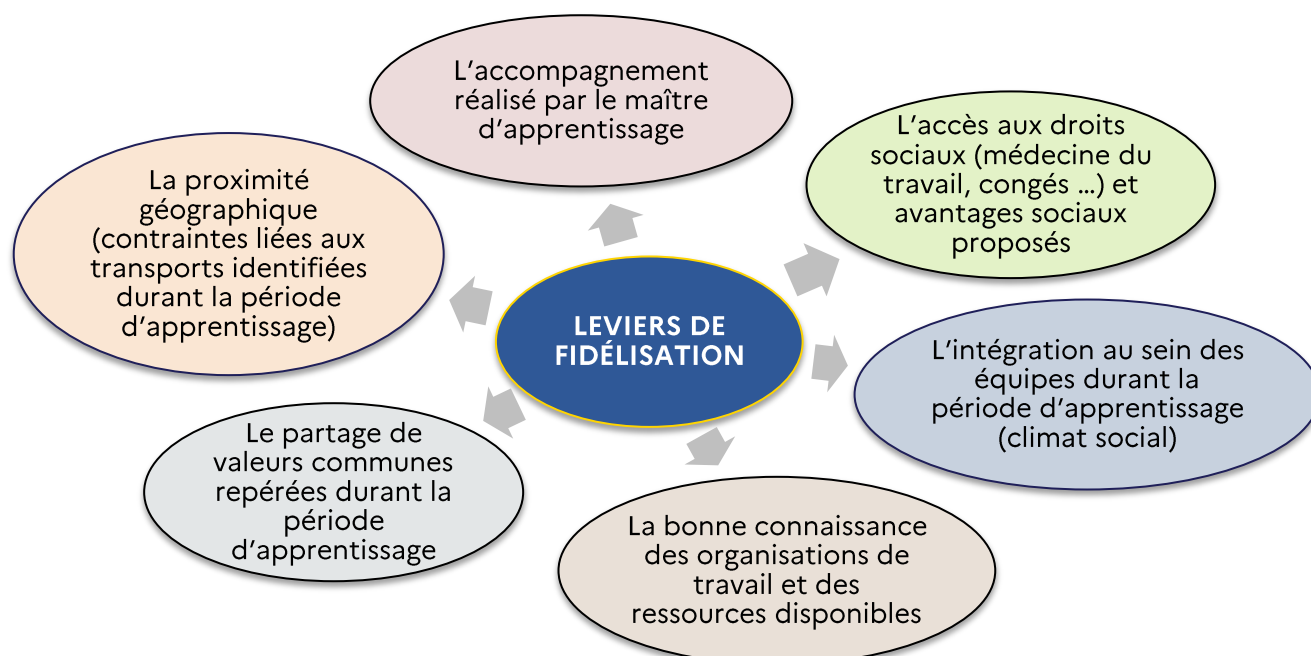 L'accompagnement
réalisé par le maître
d'apprentissage
L'accès aux droits
sociaux (médecine du
travail, congés ...) et
avantages sociaux
proposés
La proximité
géographique
(contraintes liées aux
transports identifiées
durant la période
d'apprentissage)
LEVIERS DE
FIDÉLISATION
L'intégration au sein des
équipes durant la
période d'apprentissage
(climat social)
Le partage de
valeurs communes
repérées durant la
période
d'apprentissage
La bonne connaissance
des organisations de
travail et des
ressources disponibles